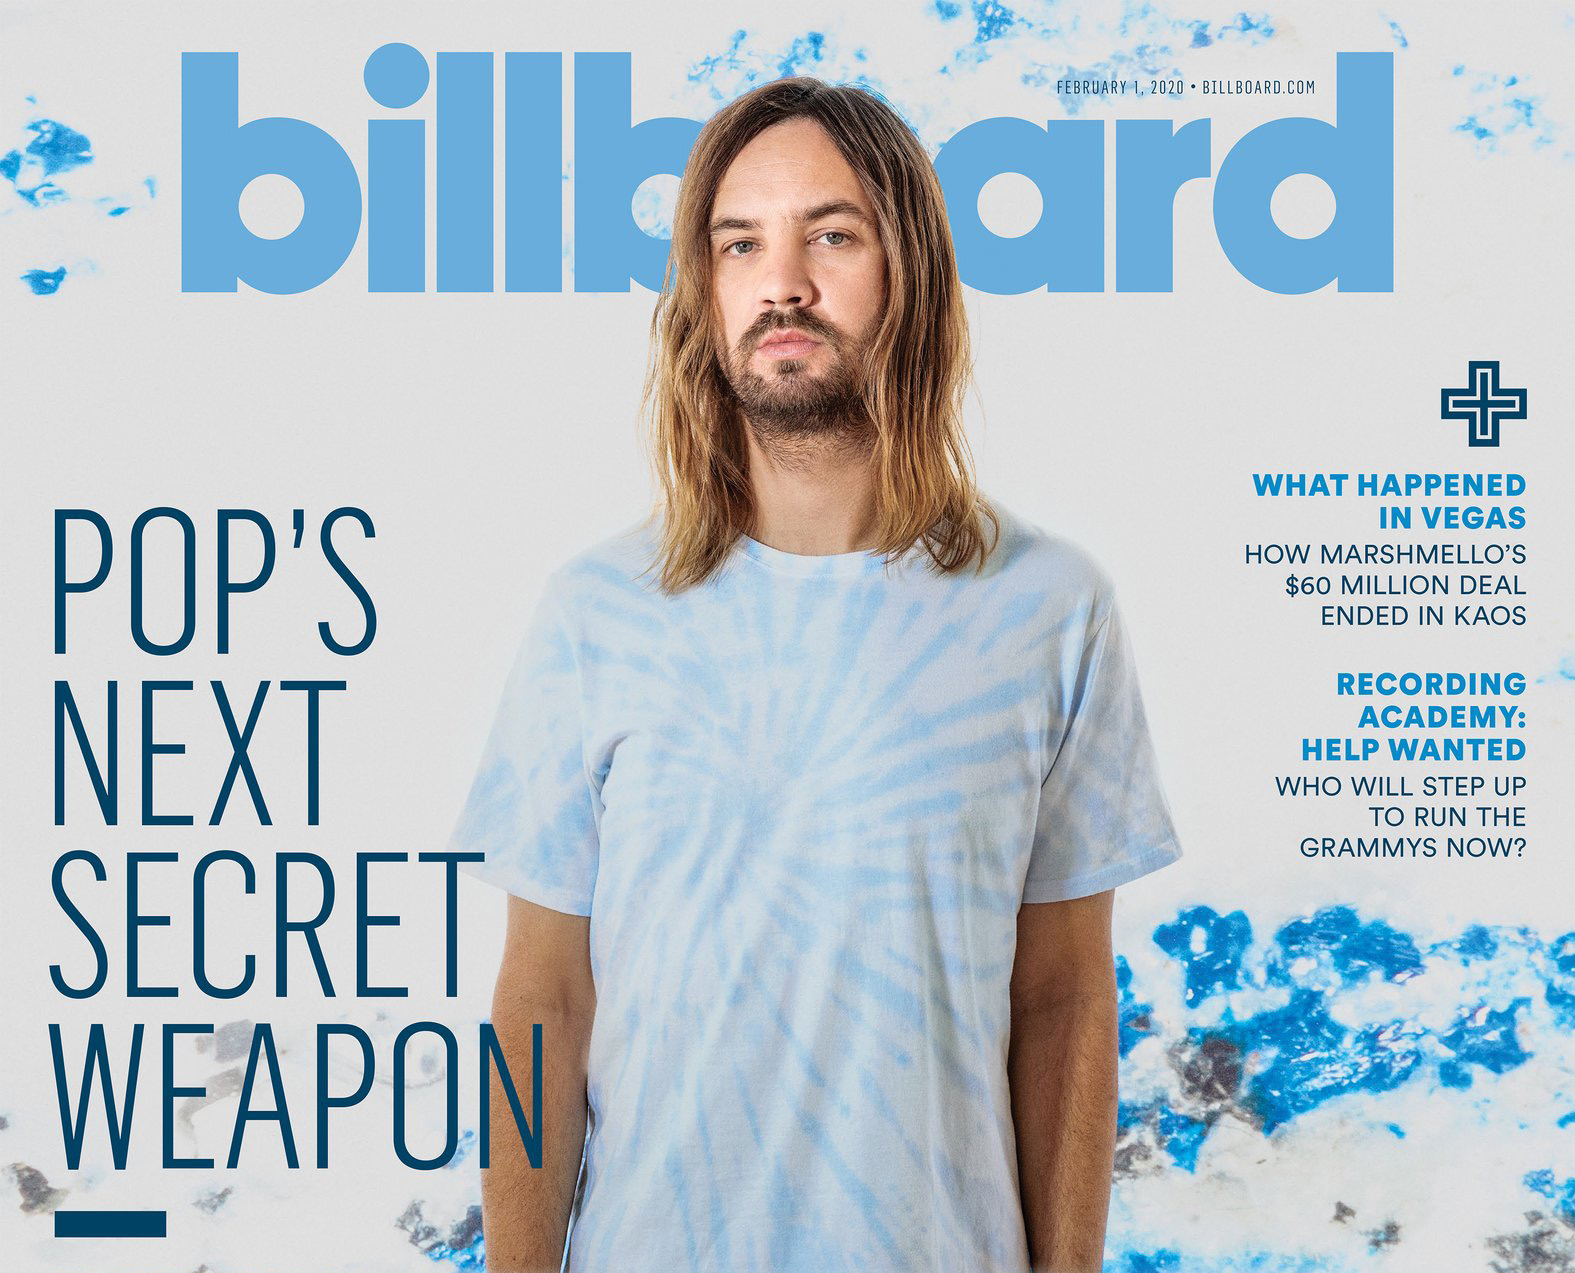 billboard
FEBRUARY 1, 2020 • BILLBOARD.COM
POP’S
NEXT
SECRET
WEAPON
WHAT HAPPENED
IN VEGAS
HOW MARSHMELLO’S
$60 MILLION DEAL
ENDED IN KAOS
RECORDING
ACADEMY:
HELP WANTED
WHO WILL STEP UP
TO RUN THE
GRAMMYS NOW?